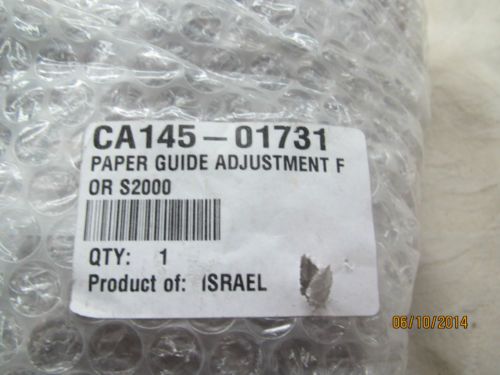 CA145-01731
PAPER GUIDE ADJUSTMENT F
OR S2000
QTY: 1
Product of: ISRAEL
06/10/2014